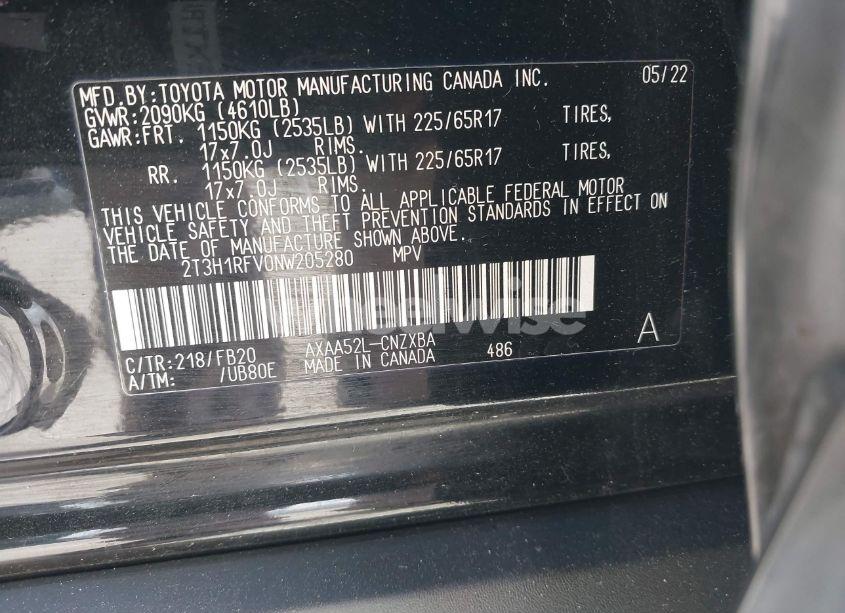 MFD.BY:TOYOTA MOTOR MANUFACTURING CANADA INC. 05/22
GVWR:2090KG (4610LB)
GAWR:FRT. 1150KG (2535LB) WITH 225/65R17 TIRES,
17x7.0J RIMS.
RR. 1150KG (2535LB) WITH 225/65R17 TIRES,
17x7.0J RIMS.
THIS VEHICLE CONFORMS TO ALL APPLICABLE FEDERAL MOTOR
VEHICLE SAFETY AND THEFT PREVENTION STANDARDS IN EFFECT ON
THE DATE OF MANUFACTURE SHOWN ABOVE.
2T3H1RFV0NW205280 MPV
C/TR:218/FB20 AXAA52L-CNZXBA A
A/TM: /UB80E MADE IN CANADA 486